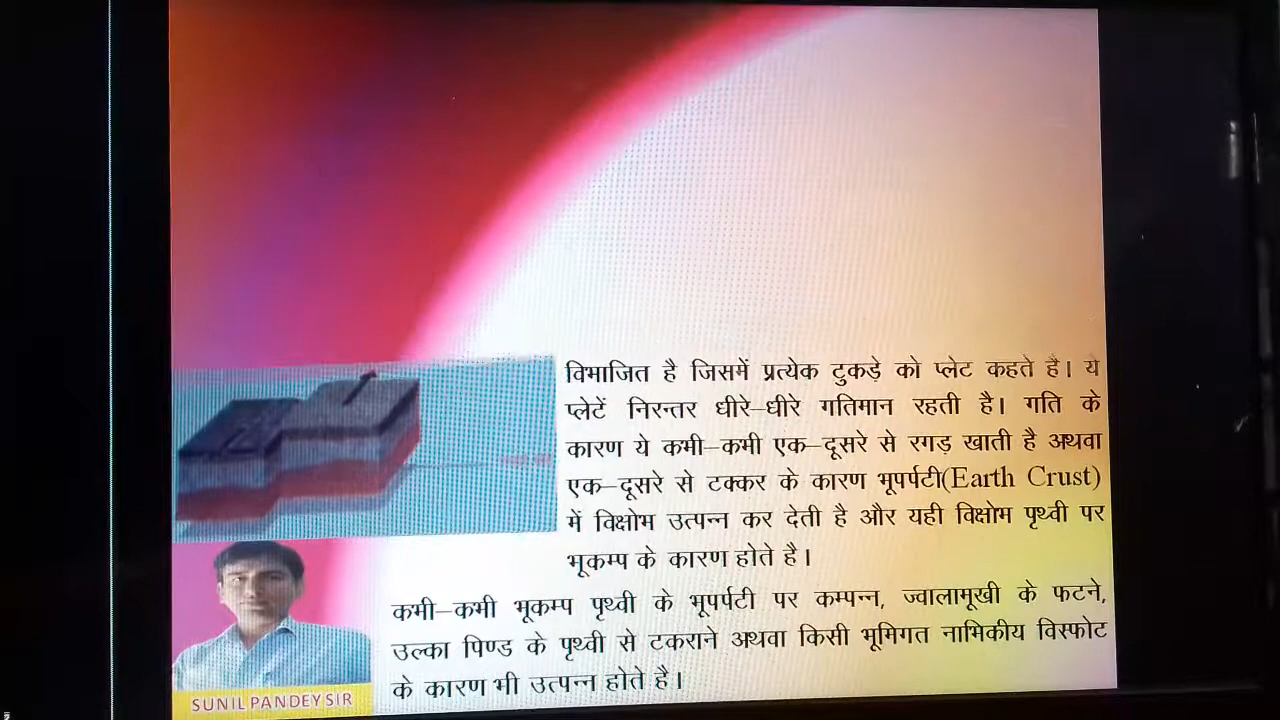 विभाजित है जिसमें प्रत्येक टुकड़े को प्लेट कहते है। ये
प्लेटें निरन्तर धीरे–धीरे गतिमान रहती है। गति के
कारण ये कभी–कभी एक–दूसरे से रगड़ खाती है अथवा
एक–दूसरे से टक्कर के कारण भूपर्पटी(Earth Crust)
में विक्षोभ उत्पन्न कर देती है और यही विक्षोभ पृथ्वी पर
भूकम्प के कारण होते है।
कभी–कभी भूकम्प पृथ्वी के भूपर्पटी पर कम्पन्न, ज्वालामूखी के फटने,
उल्का पिण्ड के पृथ्वी से टकराने अथवा किसी भूमिगत नाभिकीय विस्फोट
के कारण भी उत्पन्न होते है।
SUNIL PANDEY SIR